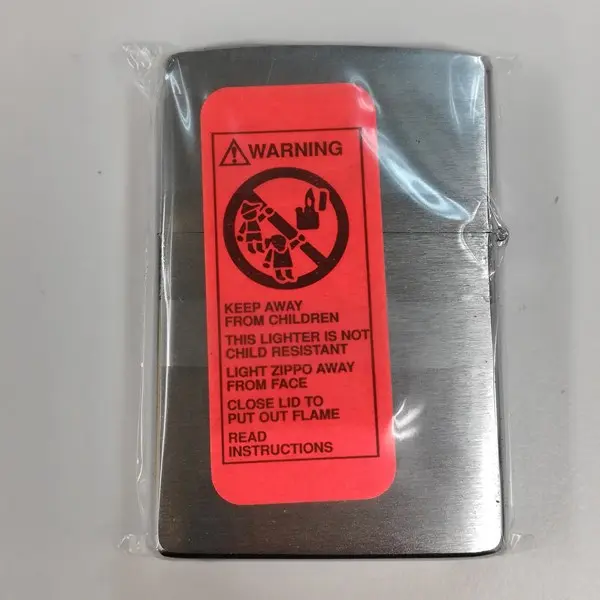 WARNING
KEEP AWAY
FROM CHILDREN
THIS LIGHTER IS NOT
CHILD RESISTANT
LIGHT ZIPPO AWAY
FROM FACE
CLOSE LID TO
PUT OUT FLAME
READ
INSTRUCTIONS